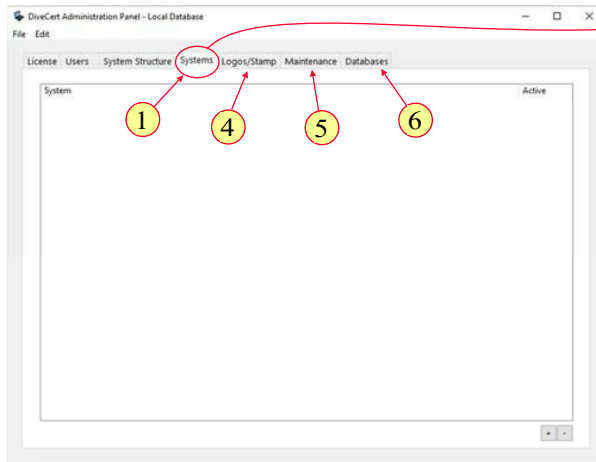 DiveCert Administration Panel - Local Database
File Edit
License Users System Structure Systems Logos/Stamp Maintenance Databases
System Active
1 4 5 6
+ -